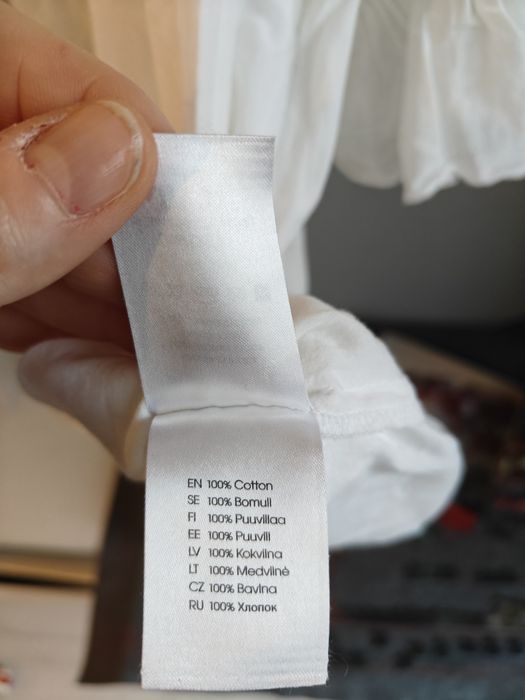 EN 100% Cotton
SE 100% Bomull
FI 100% Puuvillaa
EE 100% Puuvill
LV 100% Kokvilna
LT 100% Medvilnė
CZ 100% Bavlna
RU 100% Хлопок